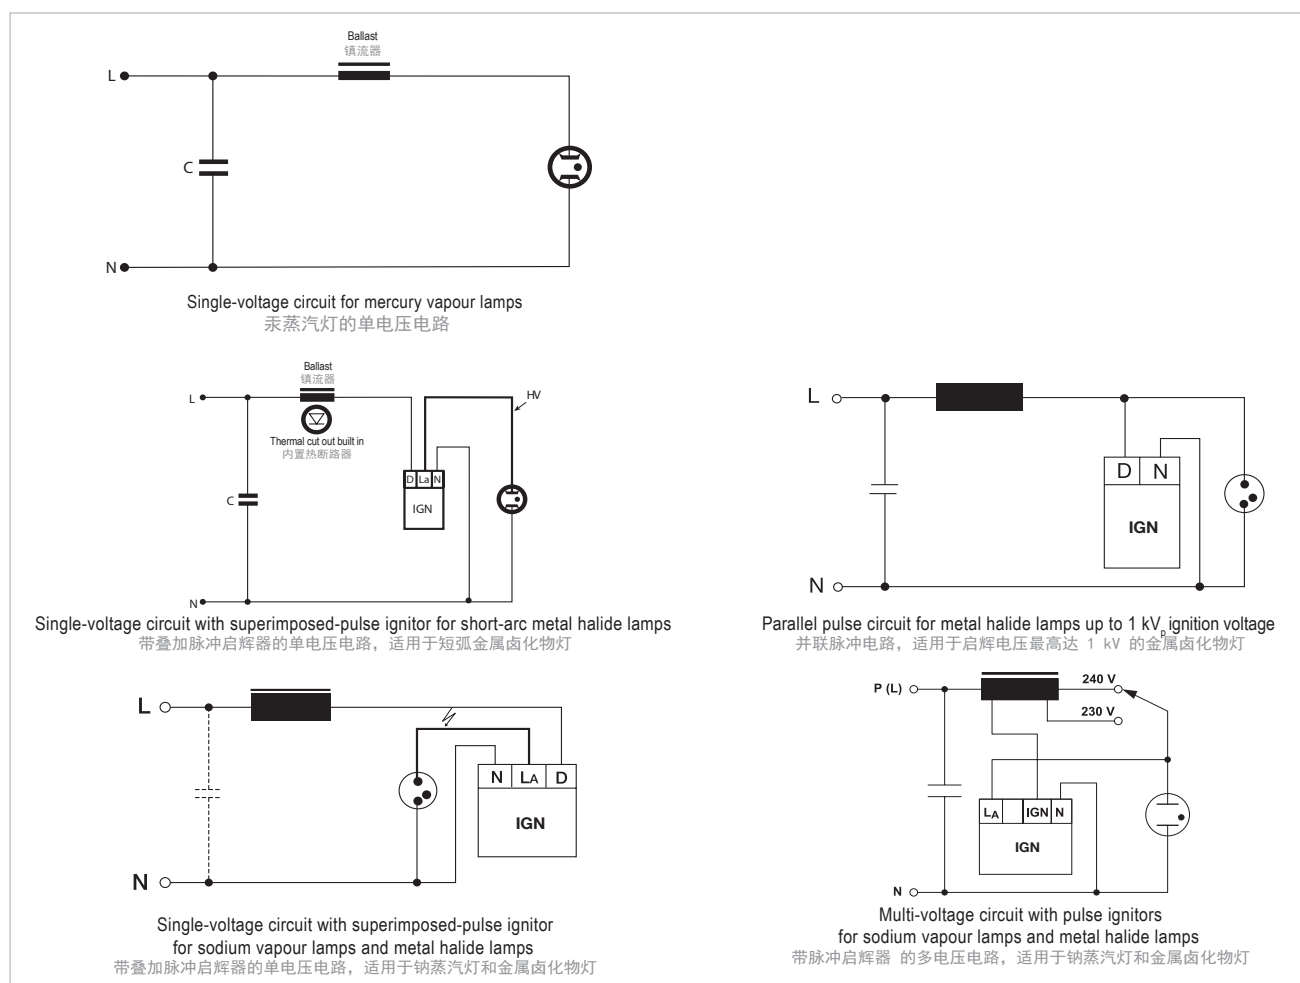 Ballast
镇流器
L
C
N
Single-voltage circuit for mercury vapour lamps
汞蒸汽灯的单电压电路
Ballast
镇流器
HV
L
Thermal cut out built in
内置热断路器
D La N
C
IGN
N
Single-voltage circuit with superimposed-pulse ignitor for short-arc metal halide lamps
带叠加脉冲启辉器的单电压电路，适用于短弧金属卤化物灯
L
D N
IGN
N
Parallel pulse circuit for metal halide lamps up to 1 kVp ignition voltage
并联脉冲电路，适用于启辉电压最高达 1 kV 的金属卤化物灯
L
N LA D
IGN
N
Single-voltage circuit with superimposed-pulse ignitor
for sodium vapour lamps and metal halide lamps
带叠加脉冲启辉器的单电压电路，适用于钠蒸汽灯和金属卤化物灯
P (L)
240 V
230 V
LA IGN N
IGN
N
Multi-voltage circuit with pulse ignitors
for sodium vapour lamps and metal halide lamps
带脉冲启辉器 的多电压电路，适用于钠蒸汽灯和金属卤化物灯